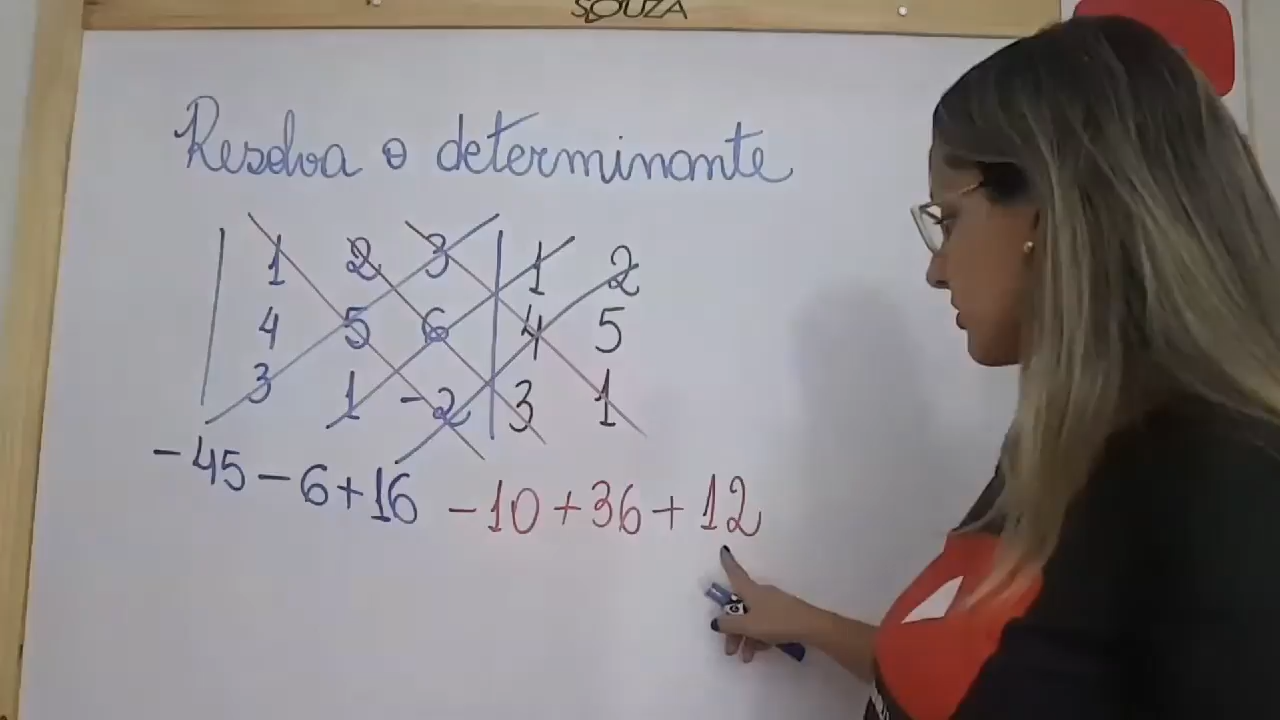 SOUZA
Resolva o determinante
1 2 3 1 2
4 5 6 4 5
3 1 -2 3 1
-45-6+16 -10+36+12